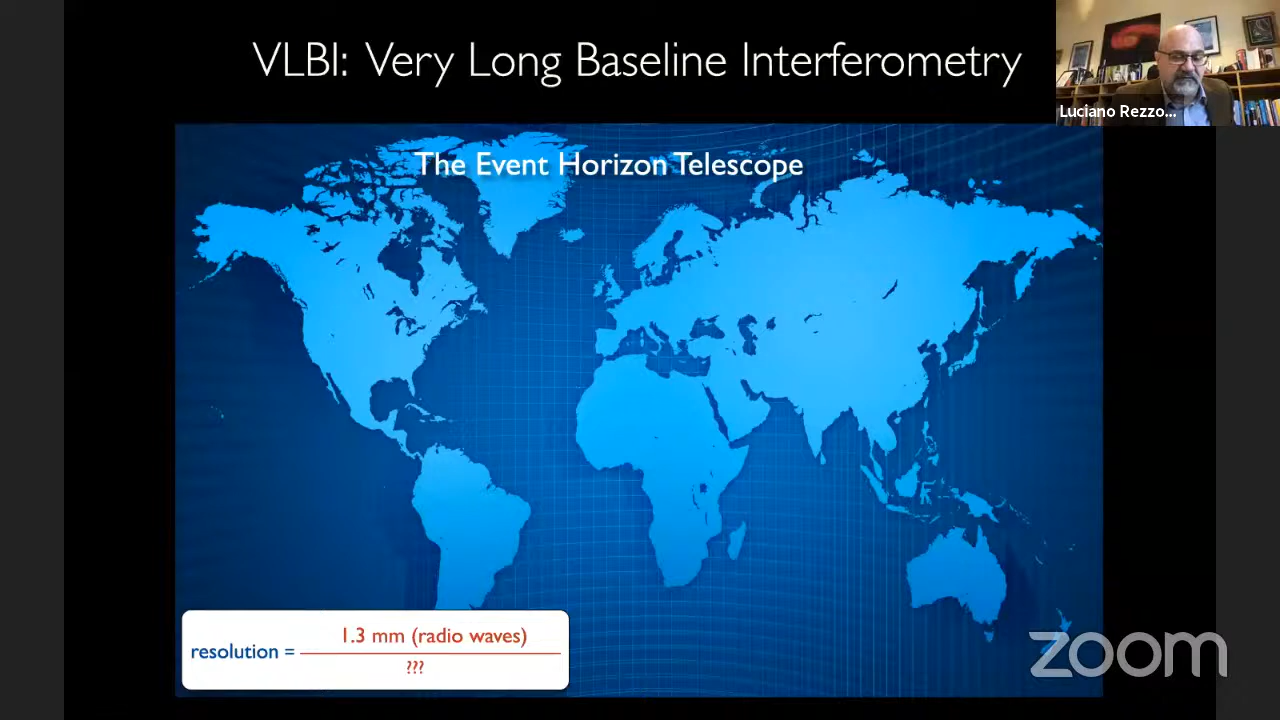 VLBI: Very Long Baseline Interferometry
Luciano Rezzo...
The Event Horizon Telescope
resolution =
1.3 mm (radio waves)
???
zoom